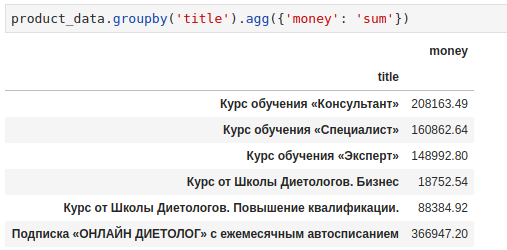 product_data.groupby('title').agg({'money': 'sum'})
money
title
Курс обучения «Консультант» 208163.49
Курс обучения «Специалист» 160862.64
Курс обучения «Эксперт» 148992.80
Курс от Школы Диетологов. Бизнес 18752.54
Курс от Школы Диетологов. Повышение квалификации. 88384.92
Подписка «ОНЛАЙН ДИЕТОЛОГ» с ежемесячным автосписанием 366947.20